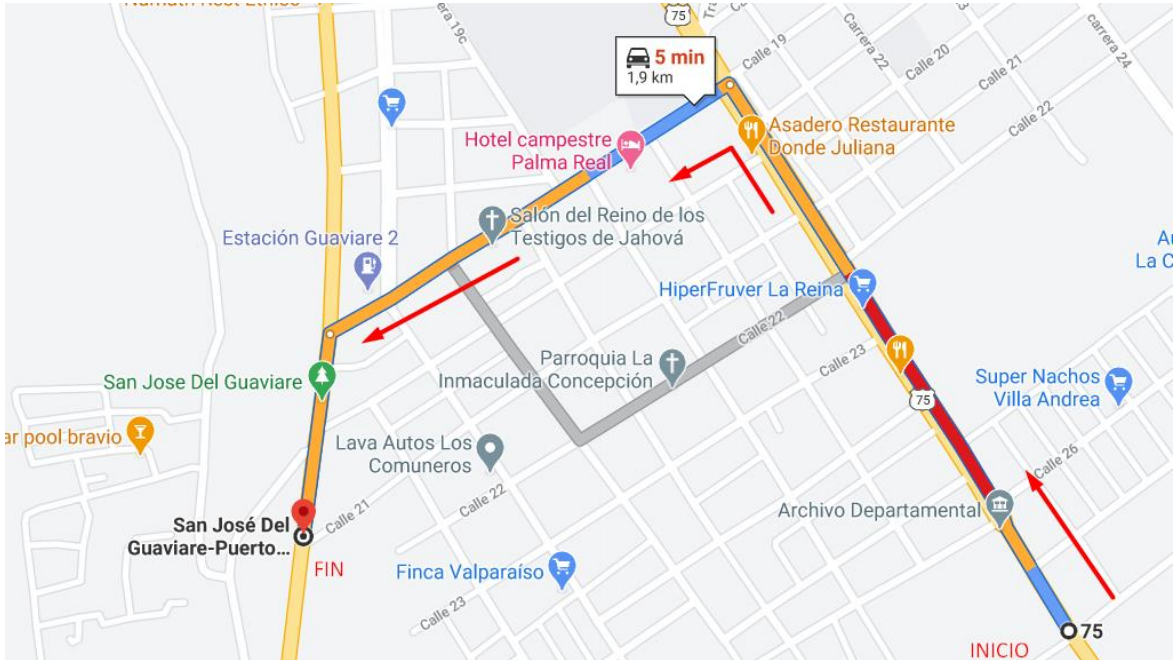 Carrera 19c
75
Calle 19
Carrera 22
Calle 20
Calle 21
carrera 24
Calle 22
5 min
1,9 km
Asadero Restaurante
Donde Juliana
Hotel campestre
Palma Real
Salón del Reino de los
Testigos de Jahová
Estación Guaviare 2
HiperFruver La Reina
Calle 22
Calle 23
75
Parroquia La
Inmaculada Concepción
San Jose Del Guaviare
Super Nachos
Villa Andrea
ar pool bravio
Lava Autos Los
Comuneros
Calle 26
Calle 22
Calle 21
Archivo Departamental
San José Del
Guaviare-Puerto...
FIN
Finca Valparaíso
Calle 23
75
INICIO